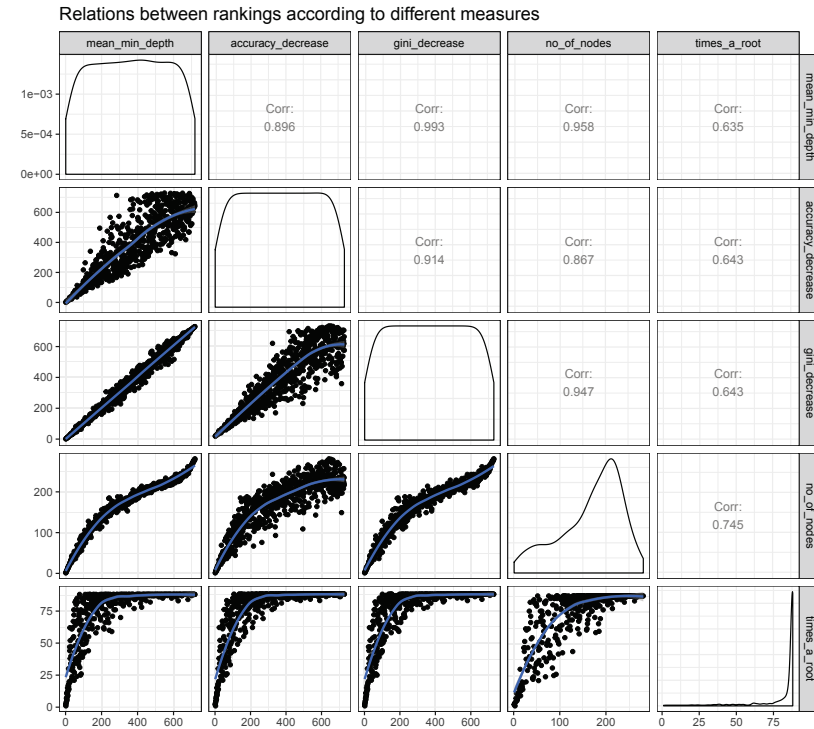 Relations between rankings according to different measures
mean_min_depth accuracy_decrease gini_decrease no_of_nodes times_a_root
1e−03
5e−04
0e+00
Corr:
0.896
Corr:
0.993
Corr:
0.958
Corr:
0.635
mean_min_depth
600
400
200
0
Corr:
0.914
Corr:
0.867
Corr:
0.643
accuracy_decrease
600
400
200
0
Corr:
0.947
Corr:
0.643
gini_decrease
200
100
0
Corr:
0.745
no_of_nodes
75
50
25
0
times_a_root
0 200 400 600 0 200 400 600 0 200 400 600 0 100 200 0 25 50 75